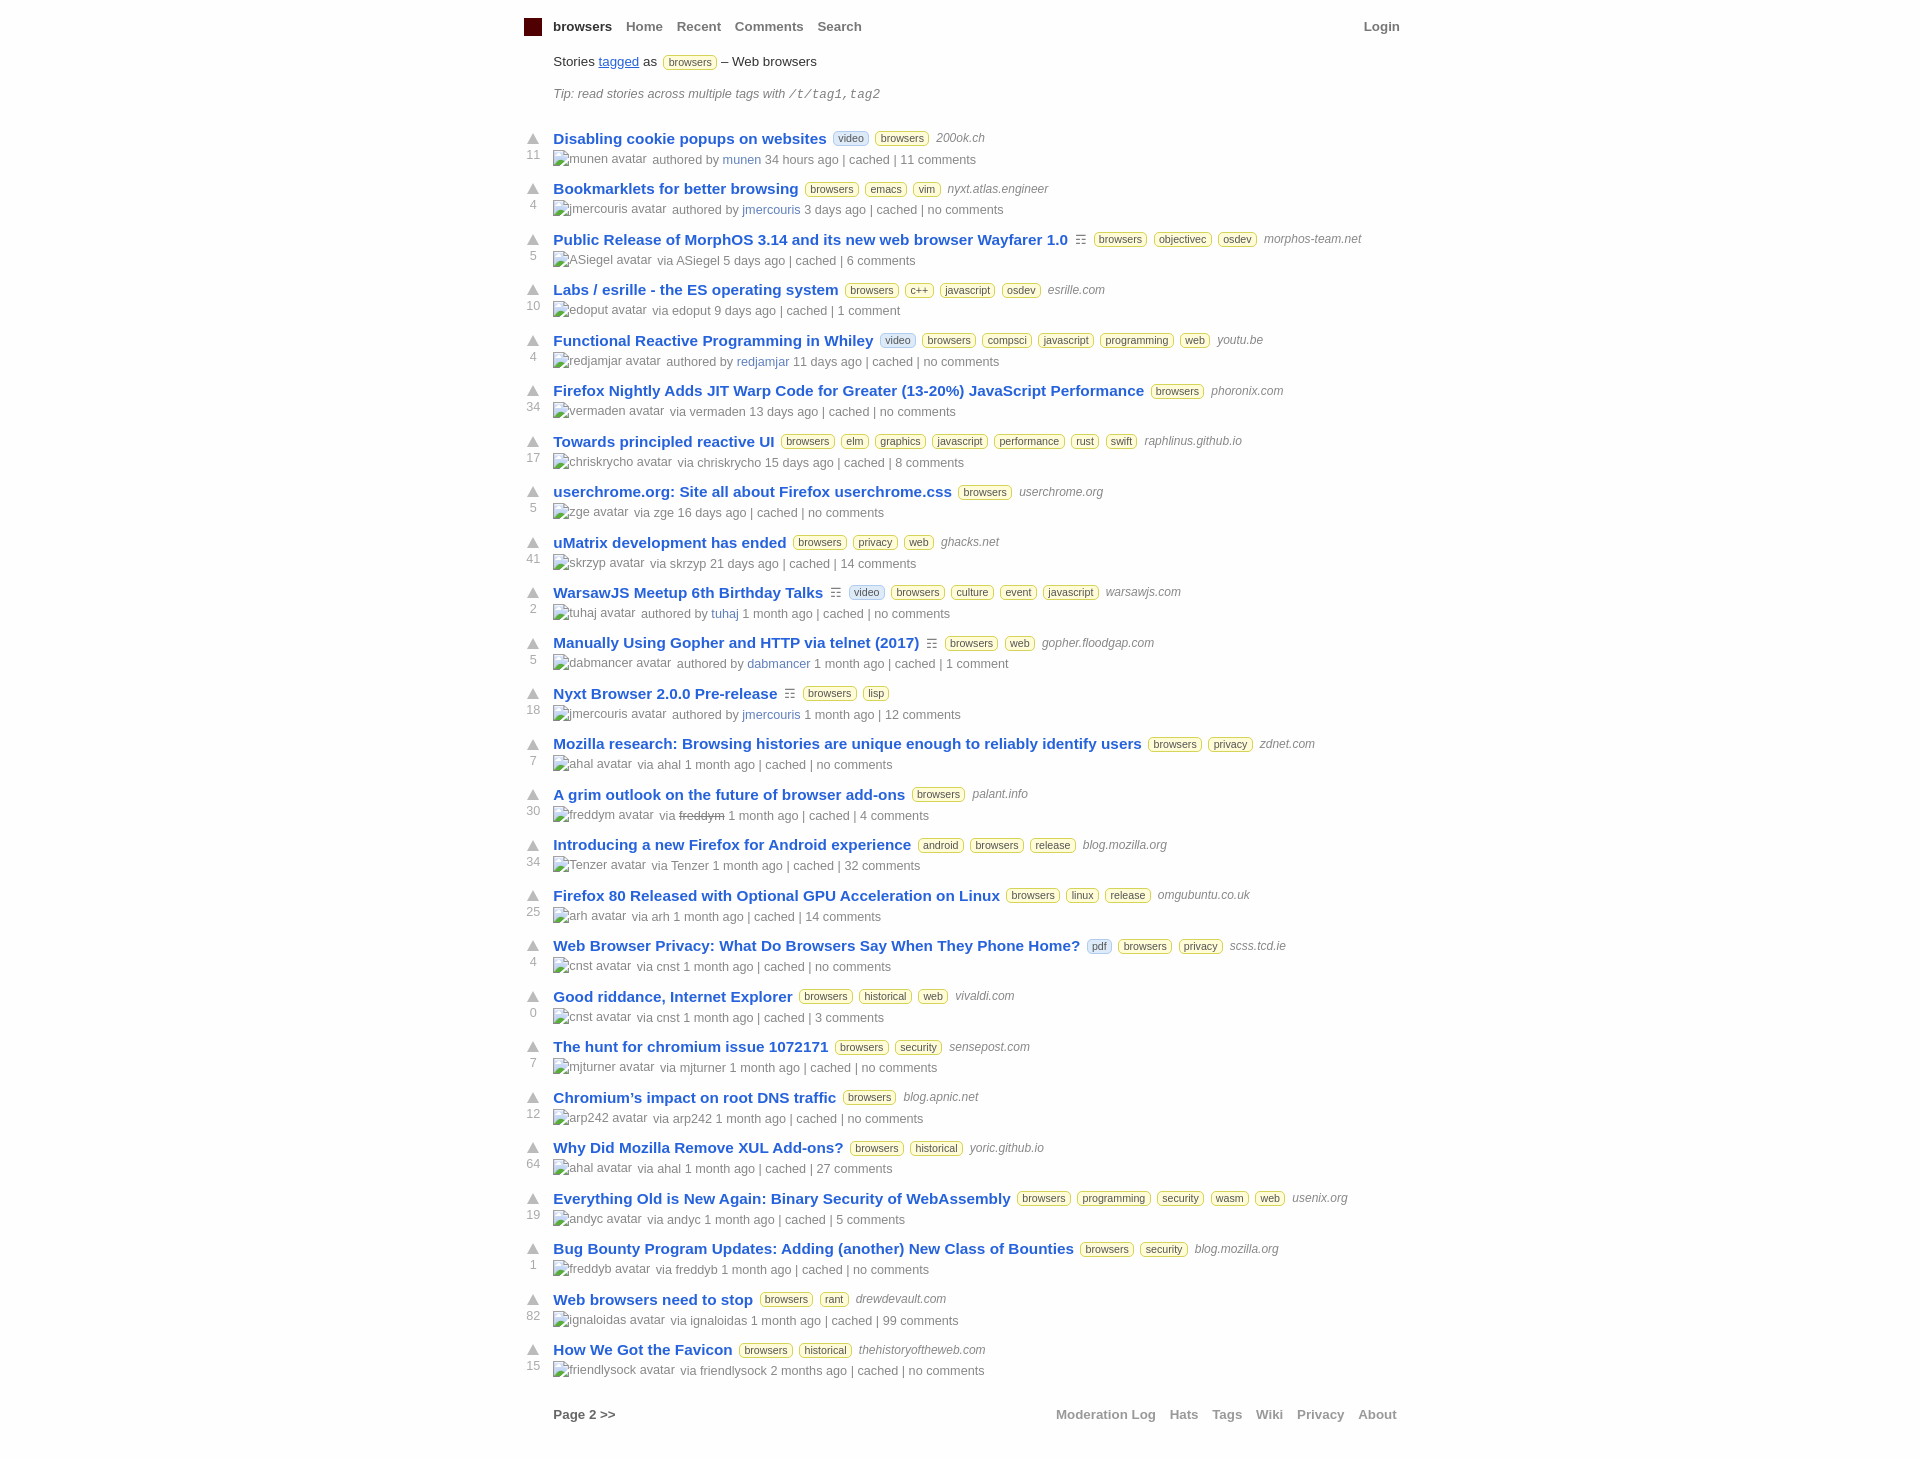 browsers Home Recent Comments Search Login
Stories tagged as browsers – Web browsers
Tip: read stories across multiple tags with /t/tag1,tag2
Disabling cookie popups on websites video browsers 200ok.ch
11 munen avatar authored by munen 34 hours ago | cached | 11 comments
Bookmarklets for better browsing browsers emacs vim nyxt.atlas.engineer
4 jmercouris avatar authored by jmercouris 3 days ago | cached | no comments
Public Release of MorphOS 3.14 and its new web browser Wayfarer 1.0 ☶ browsers objectivec osdev morphos-team.net
5 ASiegel avatar via ASiegel 5 days ago | cached | 6 comments
Labs / esrille - the ES operating system browsers c++ javascript osdev esrille.com
10 edoput avatar via edoput 9 days ago | cached | 1 comment
Functional Reactive Programming in Whiley video browsers compsci javascript programming web youtu.be
4 redjamjar avatar authored by redjamjar 11 days ago | cached | no comments
Firefox Nightly Adds JIT Warp Code for Greater (13-20%) JavaScript Performance browsers phoronix.com
34 vermaden avatar via vermaden 13 days ago | cached | no comments
Towards principled reactive UI browsers elm graphics javascript performance rust swift raphlinus.github.io
17 chriskrycho avatar via chriskrycho 15 days ago | cached | 8 comments
userchrome.org: Site all about Firefox userchrome.css browsers userchrome.org
5 zge avatar via zge 16 days ago | cached | no comments
uMatrix development has ended browsers privacy web ghacks.net
41 skrzyp avatar via skrzyp 21 days ago | cached | 14 comments
WarsawJS Meetup 6th Birthday Talks ☶ video browsers culture event javascript warsawjs.com
2 tuhaj avatar authored by tuhaj 1 month ago | cached | no comments
Manually Using Gopher and HTTP via telnet (2017) ☶ browsers web gopher.floodgap.com
5 dabmancer avatar authored by dabmancer 1 month ago | cached | 1 comment
Nyxt Browser 2.0.0 Pre-release ☶ browsers lisp
18 jmercouris avatar authored by jmercouris 1 month ago | 12 comments
Mozilla research: Browsing histories are unique enough to reliably identify users browsers privacy zdnet.com
7 ahal avatar via ahal 1 month ago | cached | no comments
A grim outlook on the future of browser add-ons browsers palant.info
30 freddym avatar via freddym 1 month ago | cached | 4 comments
Introducing a new Firefox for Android experience android browsers release blog.mozilla.org
34 Tenzer avatar via Tenzer 1 month ago | cached | 32 comments
Firefox 80 Released with Optional GPU Acceleration on Linux browsers linux release omgubuntu.co.uk
25 arh avatar via arh 1 month ago | cached | 14 comments
Web Browser Privacy: What Do Browsers Say When They Phone Home? pdf browsers privacy scss.tcd.ie
4 cnst avatar via cnst 1 month ago | cached | no comments
Good riddance, Internet Explorer browsers historical web vivaldi.com
0 cnst avatar via cnst 1 month ago | cached | 3 comments
The hunt for chromium issue 1072171 browsers security sensepost.com
7 mjturner avatar via mjturner 1 month ago | cached | no comments
Chromium’s impact on root DNS traffic browsers blog.apnic.net
12 arp242 avatar via arp242 1 month ago | cached | no comments
Why Did Mozilla Remove XUL Add-ons? browsers historical yoric.github.io
64 ahal avatar via ahal 1 month ago | cached | 27 comments
Everything Old is New Again: Binary Security of WebAssembly browsers programming security wasm web usenix.org
19 andyc avatar via andyc 1 month ago | cached | 5 comments
Bug Bounty Program Updates: Adding (another) New Class of Bounties browsers security blog.mozilla.org
1 freddyb avatar via freddyb 1 month ago | cached | no comments
Web browsers need to stop browsers rant drewdevault.com
82 ignaloidas avatar via ignaloidas 1 month ago | cached | 99 comments
How We Got the Favicon browsers historical thehistoryoftheweb.com
15 friendlysock avatar via friendlysock 2 months ago | cached | no comments
Page 2 >> Moderation Log Hats Tags Wiki Privacy About